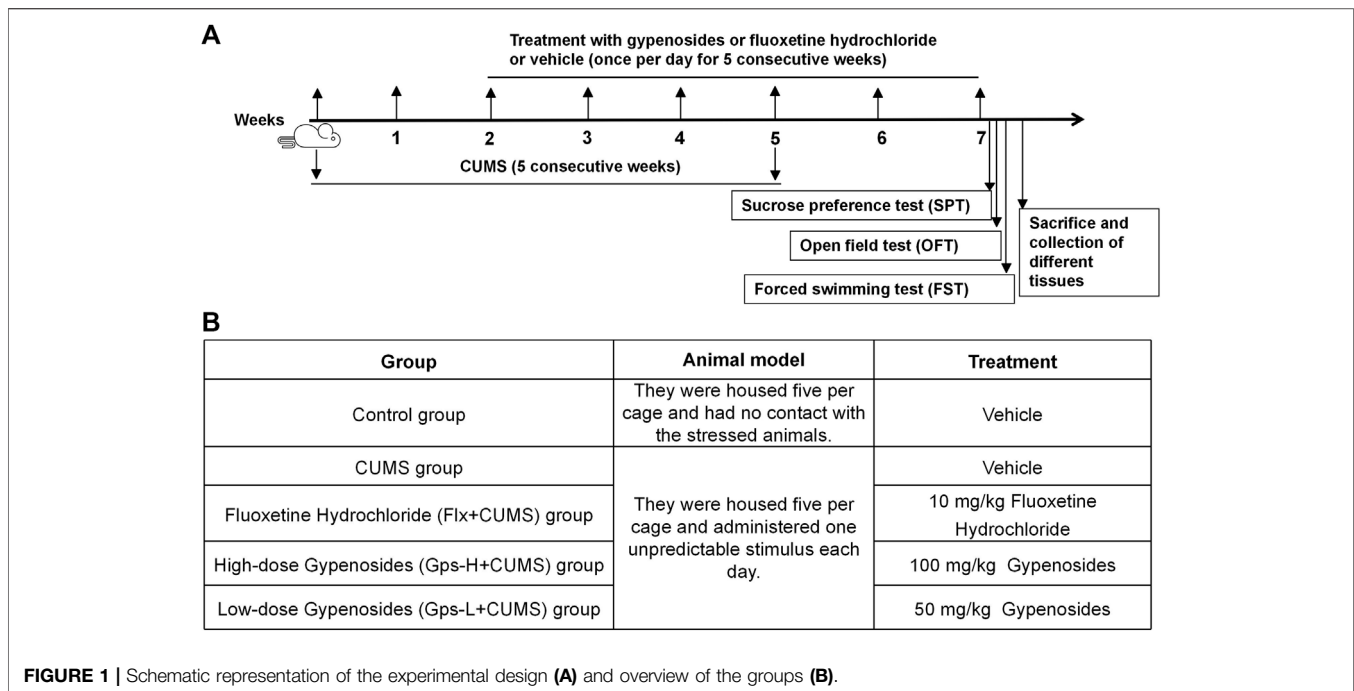 A
Treatment with gypenosides or fluoxetine hydrochloride
or vehicle (once per day for 5 consecutive weeks)
Weeks
1 2 3 4 5 6 7
CUMS (5 consecutive weeks)
Sucrose preference test (SPT)
Open field test (OFT)
Forced swimming test (FST)
Sacrifice and
collection of
different
tissues
B
Group Animal model Treatment
Control group
They were housed five per
cage and had no contact with
the stressed animals.
Vehicle
CUMS group
They were housed five per
cage and administered one
unpredictable stimulus each
day.
Vehicle
Fluoxetine Hydrochloride (Flx+CUMS) group
10 mg/kg Fluoxetine
Hydrochloride
High-dose Gypenosides (Gps-H+CUMS) group
100 mg/kg Gypenosides
Low-dose Gypenosides (Gps-L+CUMS) group
50 mg/kg Gypenosides
FIGURE 1 | Schematic representation of the experimental design (A) and overview of the groups (B).